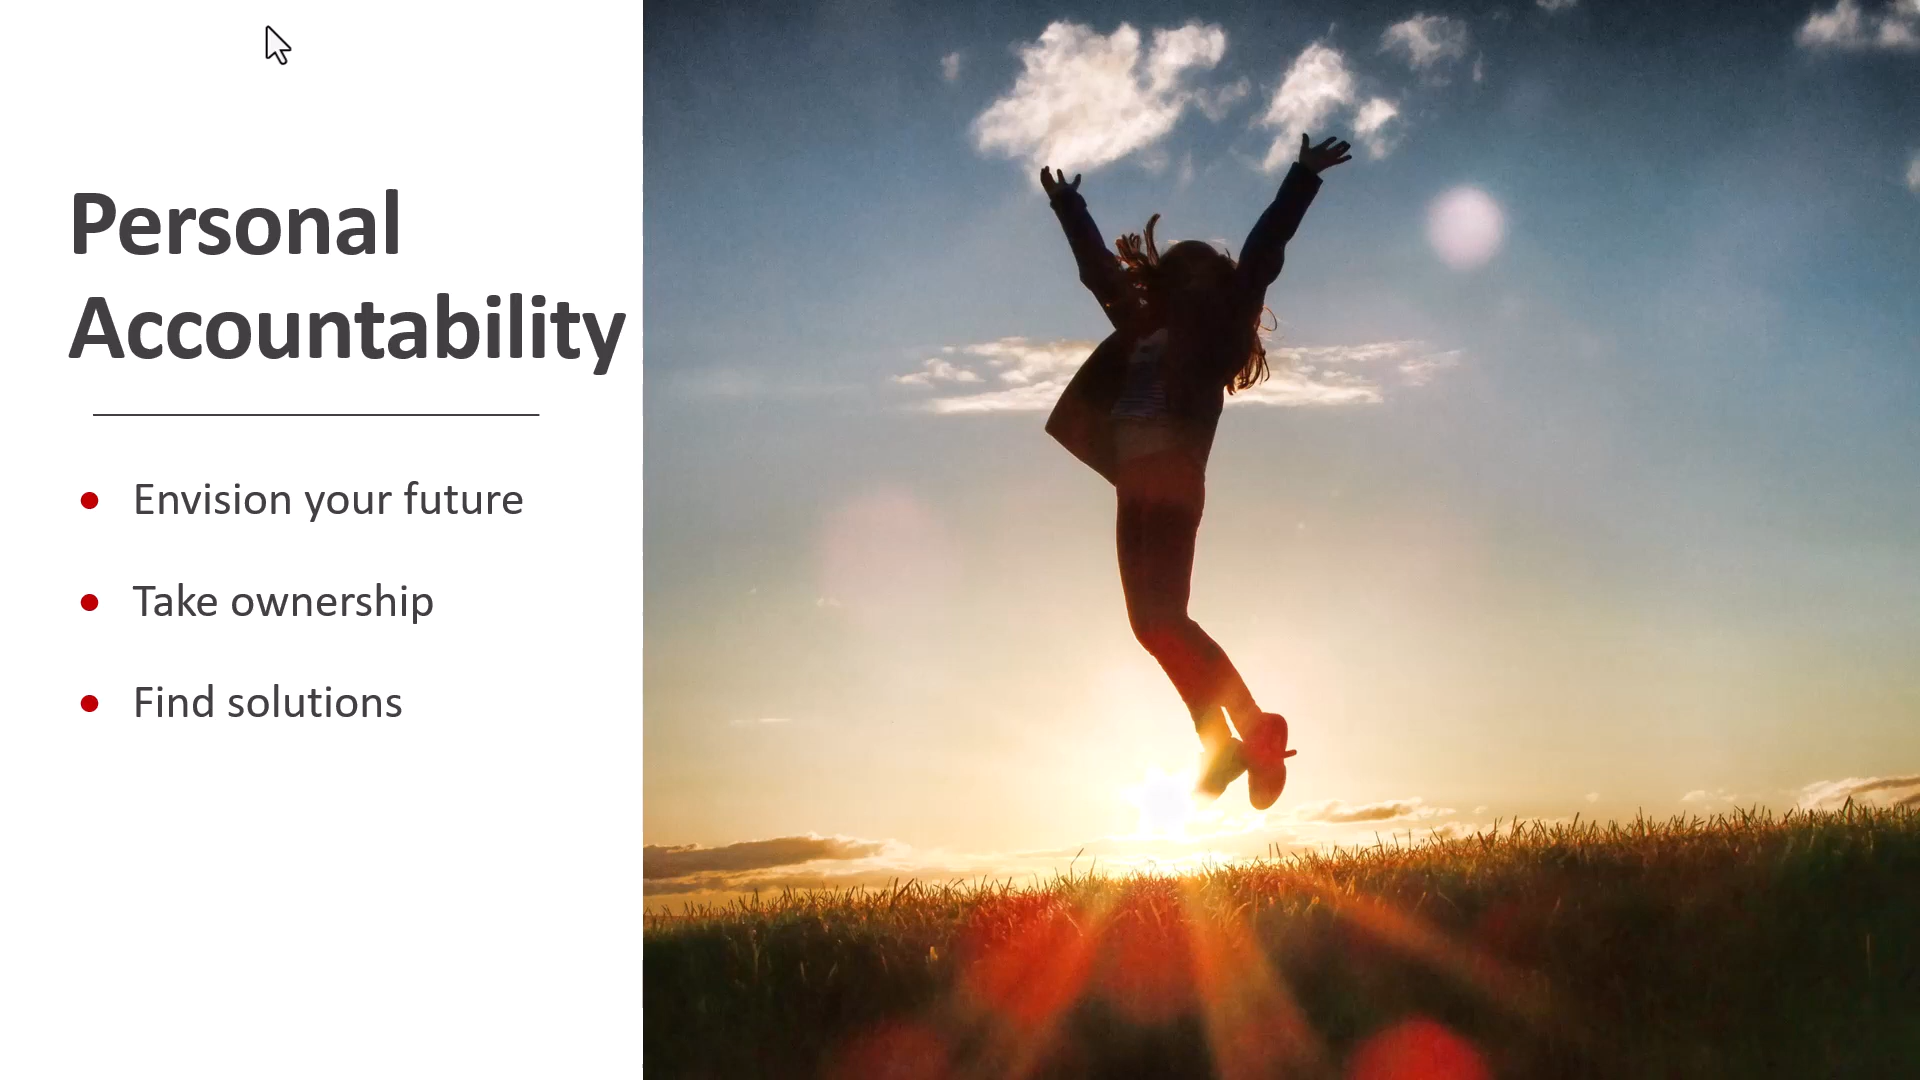 Personal
Accountability
Envision your future
Take ownership
Find solutions